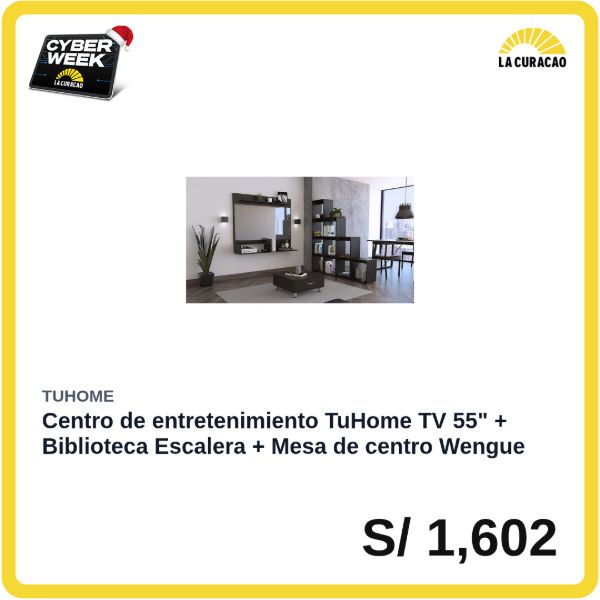 CYBER
WEEK
LA CURACAO
LA CURACAO
TUHOME
Centro de entretenimiento TuHome TV 55" +
Biblioteca Escalera + Mesa de centro Wengue
S/ 1,602